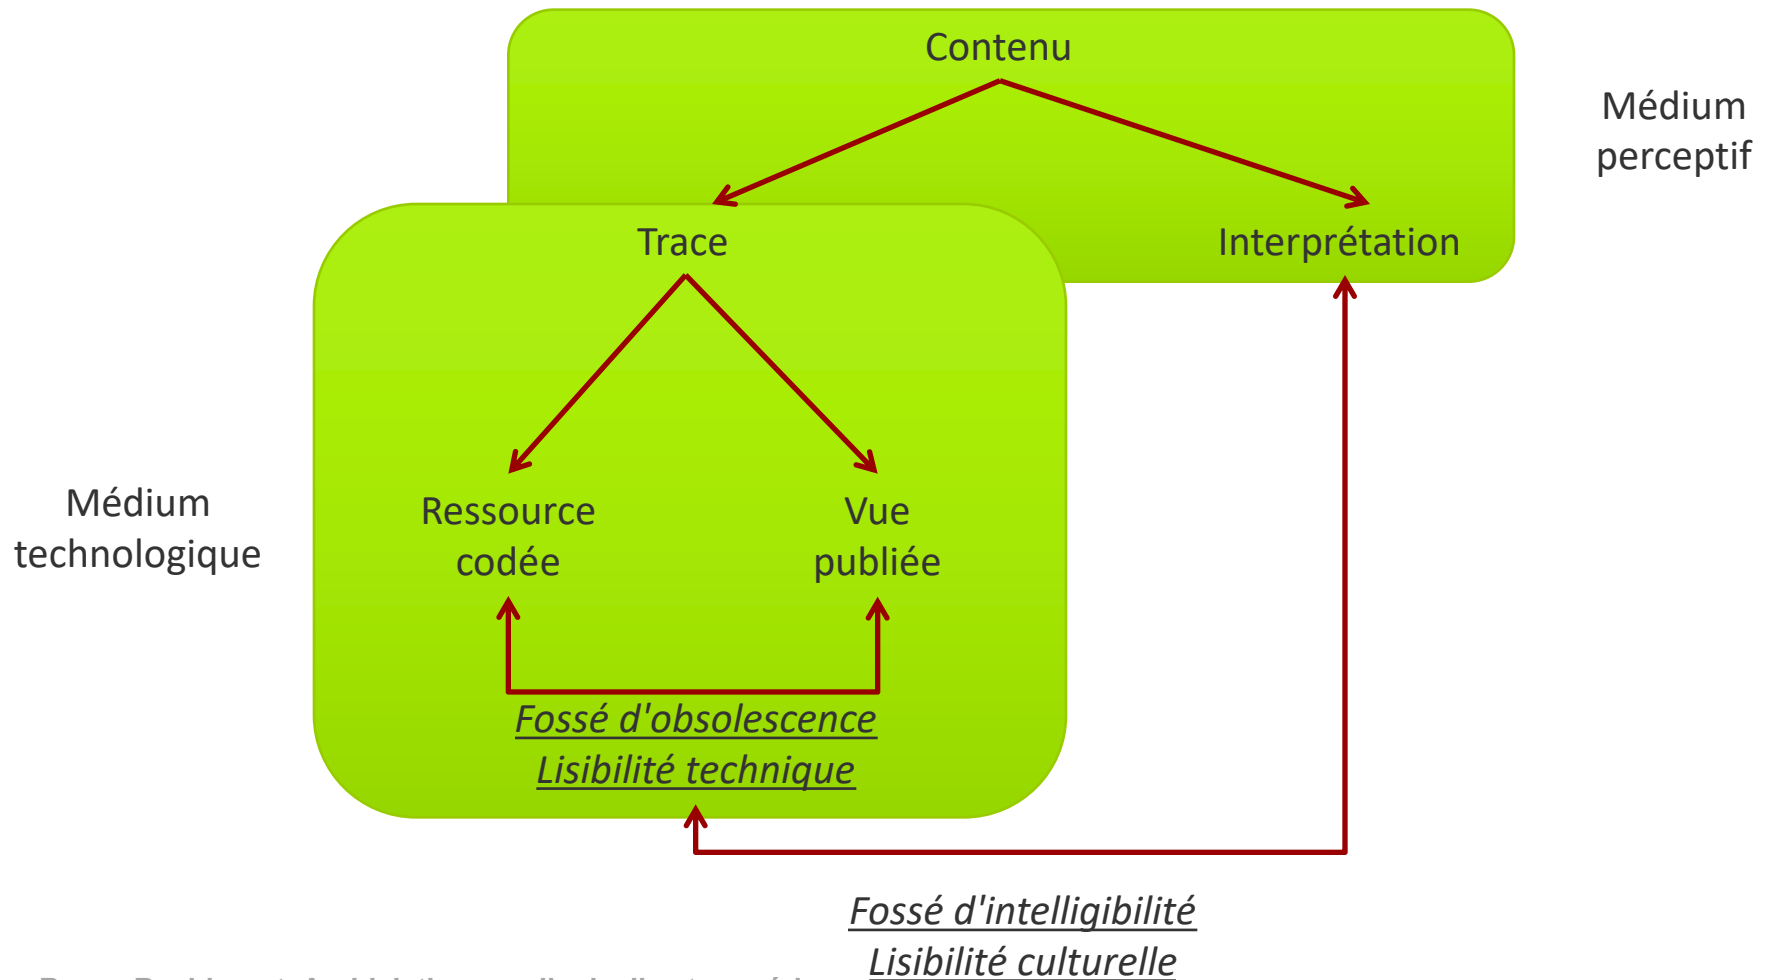 Contenu
Médium
perceptif
Trace
Interprétation
Médium
technologique
Ressource
codée
Vue
publiée
Fossé d'obsolescence
Lisibilité technique
Fossé d'intelligibilité
Lisibilité culturelle